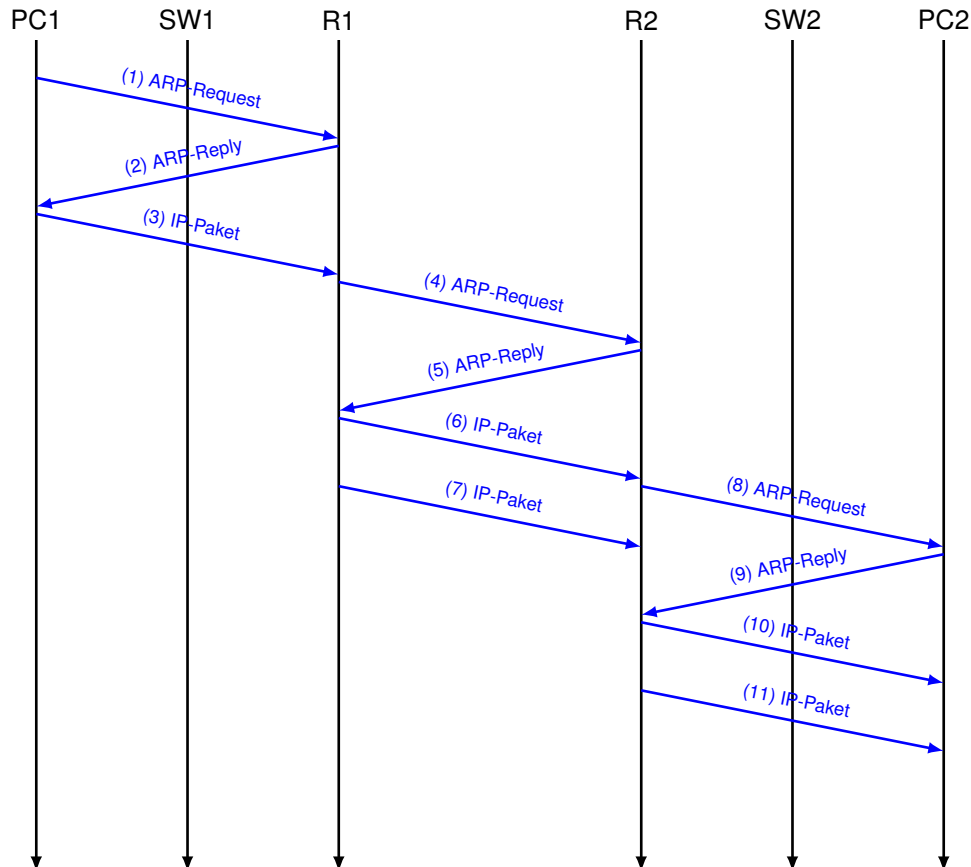 PC1 SW1 R1 R2 SW2 PC2
(1) ARP-Request
(2) ARP-Reply
(3) IP-Paket
(4) ARP-Request
(5) ARP-Reply
(6) IP-Paket
(7) IP-Paket
(8) ARP-Request
(9) ARP-Reply
(10) IP-Paket
(11) IP-Paket